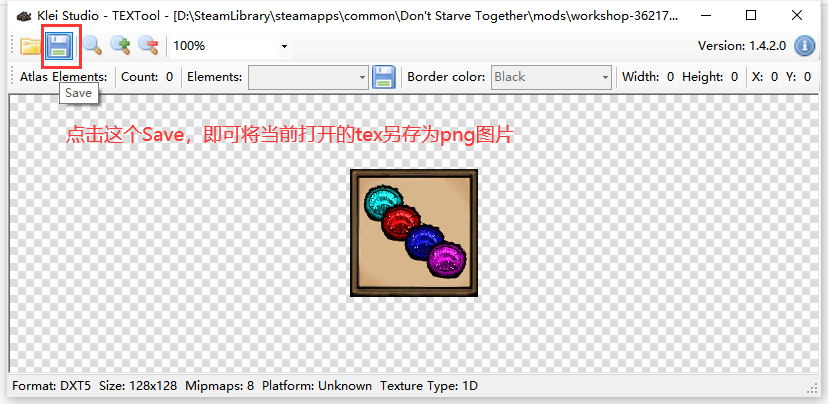 Klei Studio - TEXTool - [D:\SteamLibrary\steamapps\common\Don't Starve Together\mods\workshop-36217...
100%
Version: 1.4.2.0
Atlas Elements: Count: 0 Elements: Border color: Black Width: 0 Height: 0 X: 0 Y: 0
Save
点击这个Save，即可将当前打开的tex另存为png图片
Format: DXT5 Size: 128x128 Mipmaps: 8 Platform: Unknown Texture Type: 1D